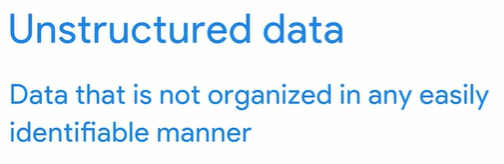 Unstructured data
Data that is not organized in any easily
identifiable manner